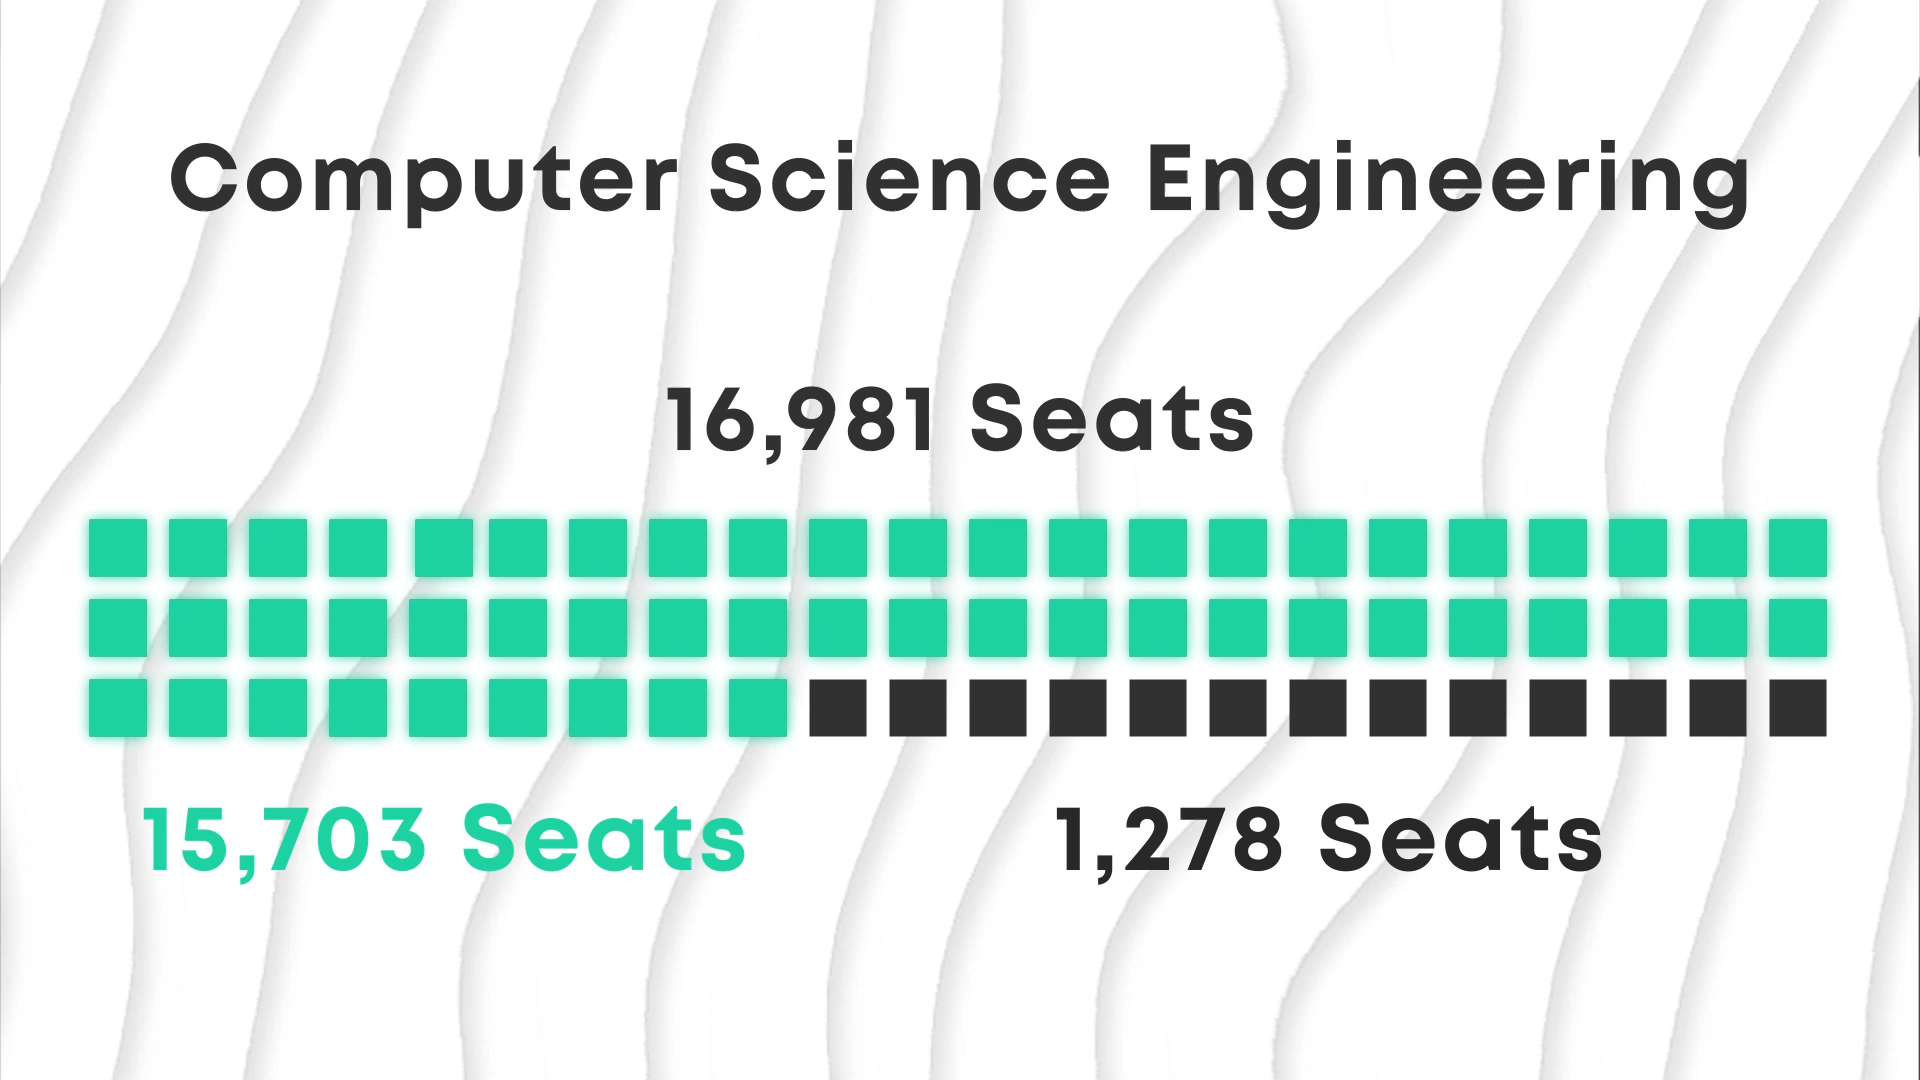 Computer Science Engineering
16,981 Seats
15,703 Seats
1,278 Seats